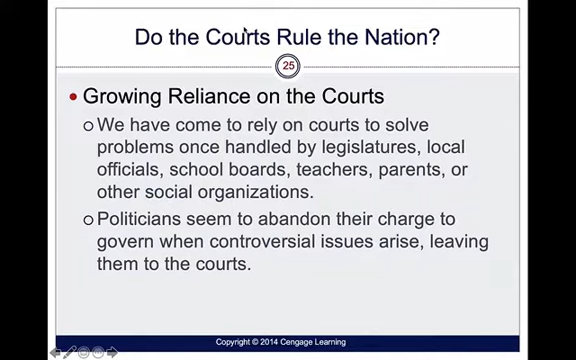 Do the Courts Rule the Nation?
25
• Growing Reliance on the Courts
o We have come to rely on courts to solve
problems once handled by legislatures, local
officials, school boards, teachers, parents, or
other social organizations.
o Politicians seem to abandon their charge to
govern when controversial issues arise, leaving
them to the courts.
Copyright © 2014 Cengage Learning